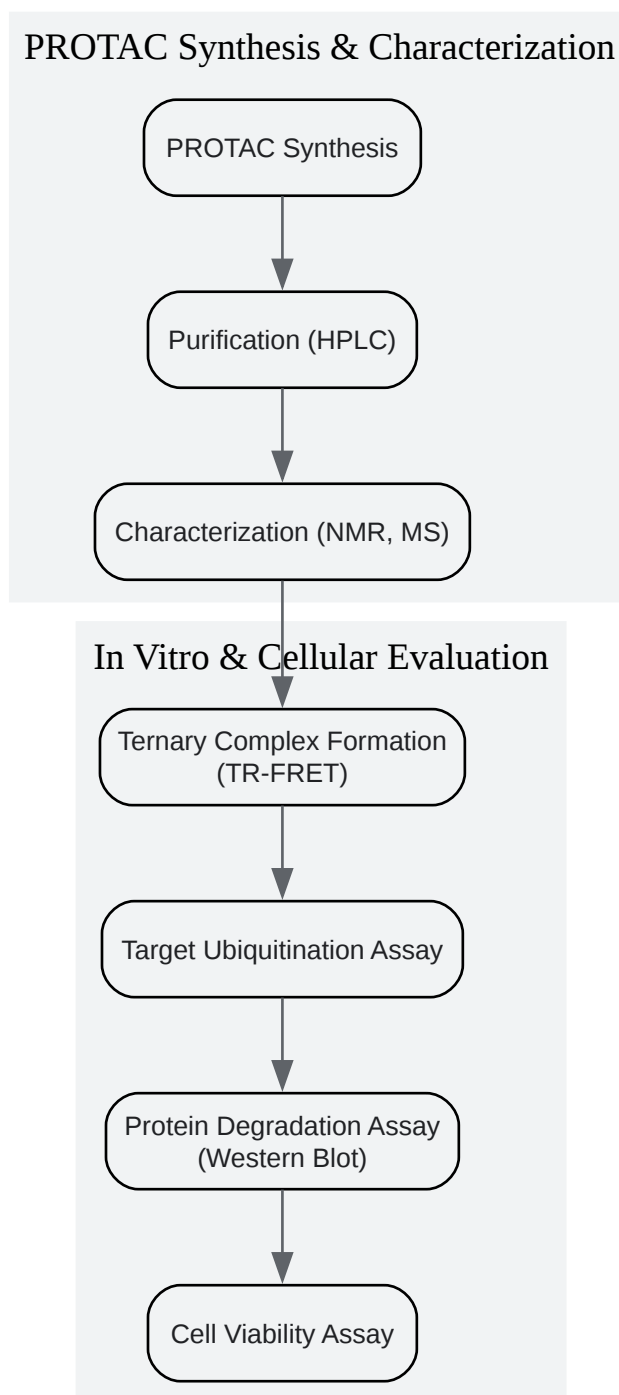 PROTAC Synthesis & Characterization
PROTAC Synthesis
Purification (HPLC)
Characterization (NMR, MS)
In Vitro & Cellular Evaluation
Ternary Complex Formation
(TR-FRET)
Target Ubiquitination Assay
Protein Degradation Assay
(Western Blot)
Cell Viability Assay